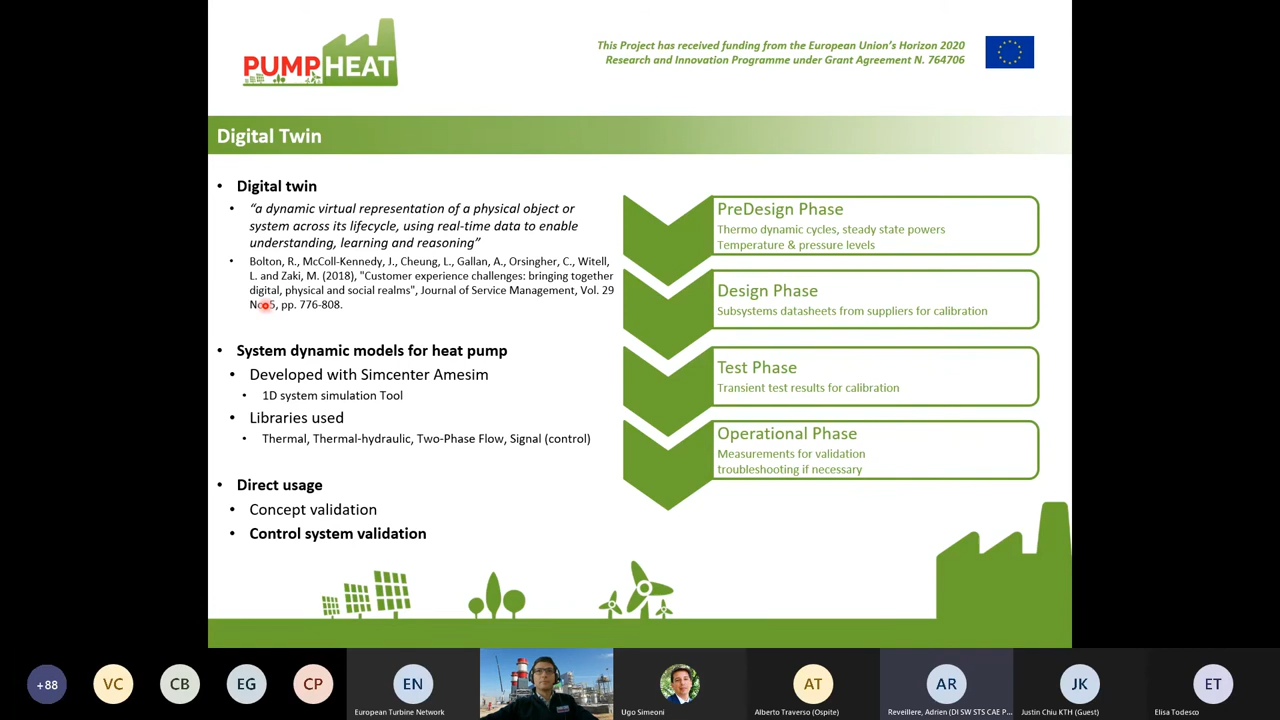 PUMPHEAT
This Project has received funding from the European Union's Horizon 2020
Research and Innovation Programme under Grant Agreement N. 764706
Digital Twin
• Digital twin
• “a dynamic virtual representation of a physical object or
system across its lifecycle, using real-time data to enable
understanding, learning and reasoning”
• Bolton, R., McColl-Kennedy, J., Cheung, L., Gallan, A., Orsingher, C., Witell,
L. and Zaki, M. (2018), "Customer experience challenges: bringing together
digital, physical and social realms", Journal of Service Management, Vol. 29
No. 5, pp. 776-808.
• System dynamic models for heat pump
• Developed with Simcenter Amesim
• 1D system simulation Tool
• Libraries used
• Thermal, Thermal-hydraulic, Two-Phase Flow, Signal (control)
• Direct usage
• Concept validation
• Control system validation
PreDesign Phase
Thermo dynamic cycles, steady state powers
Temperature & pressure levels
Design Phase
Subsystems datasheets from suppliers for calibration
Test Phase
Transient test results for calibration
Operational Phase
Measurements for validation
troubleshooting if necessary
+88
VC
CB
EG
CP
EN
European Turbine Network
Ugo Simeoni
AT
Alberto Traverso (Ospite)
AR
Reveillere, Adrien (DI SW STS CAE P...
JK
Justin Chiu KTH (Guest)
ET
Elisa Todesco